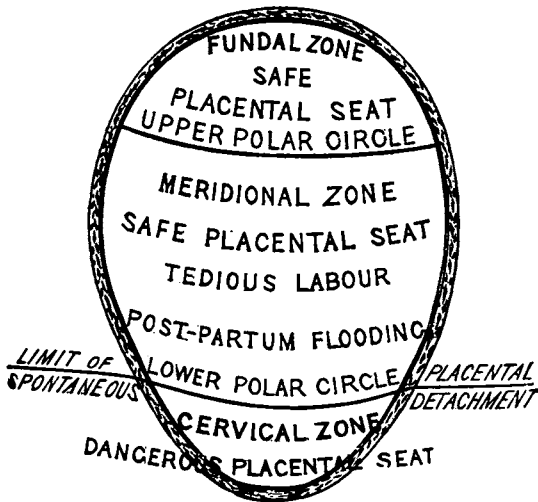 FUNDAL ZONE
SAFE
PLACENTAL SEAT
UPPER POLAR CIRCLE
MERIDIONAL ZONE
SAFE PLACENTAL SEAT
TEDIOUS LABOUR
POST-PARTUM FLOODING
LIMIT OF
SPONTANEOUS
LOWER POLAR CIRCLE
PLACENTAL
DETACHMENT
CERVICAL ZONE
DANGEROUS PLACENTAL SEAT